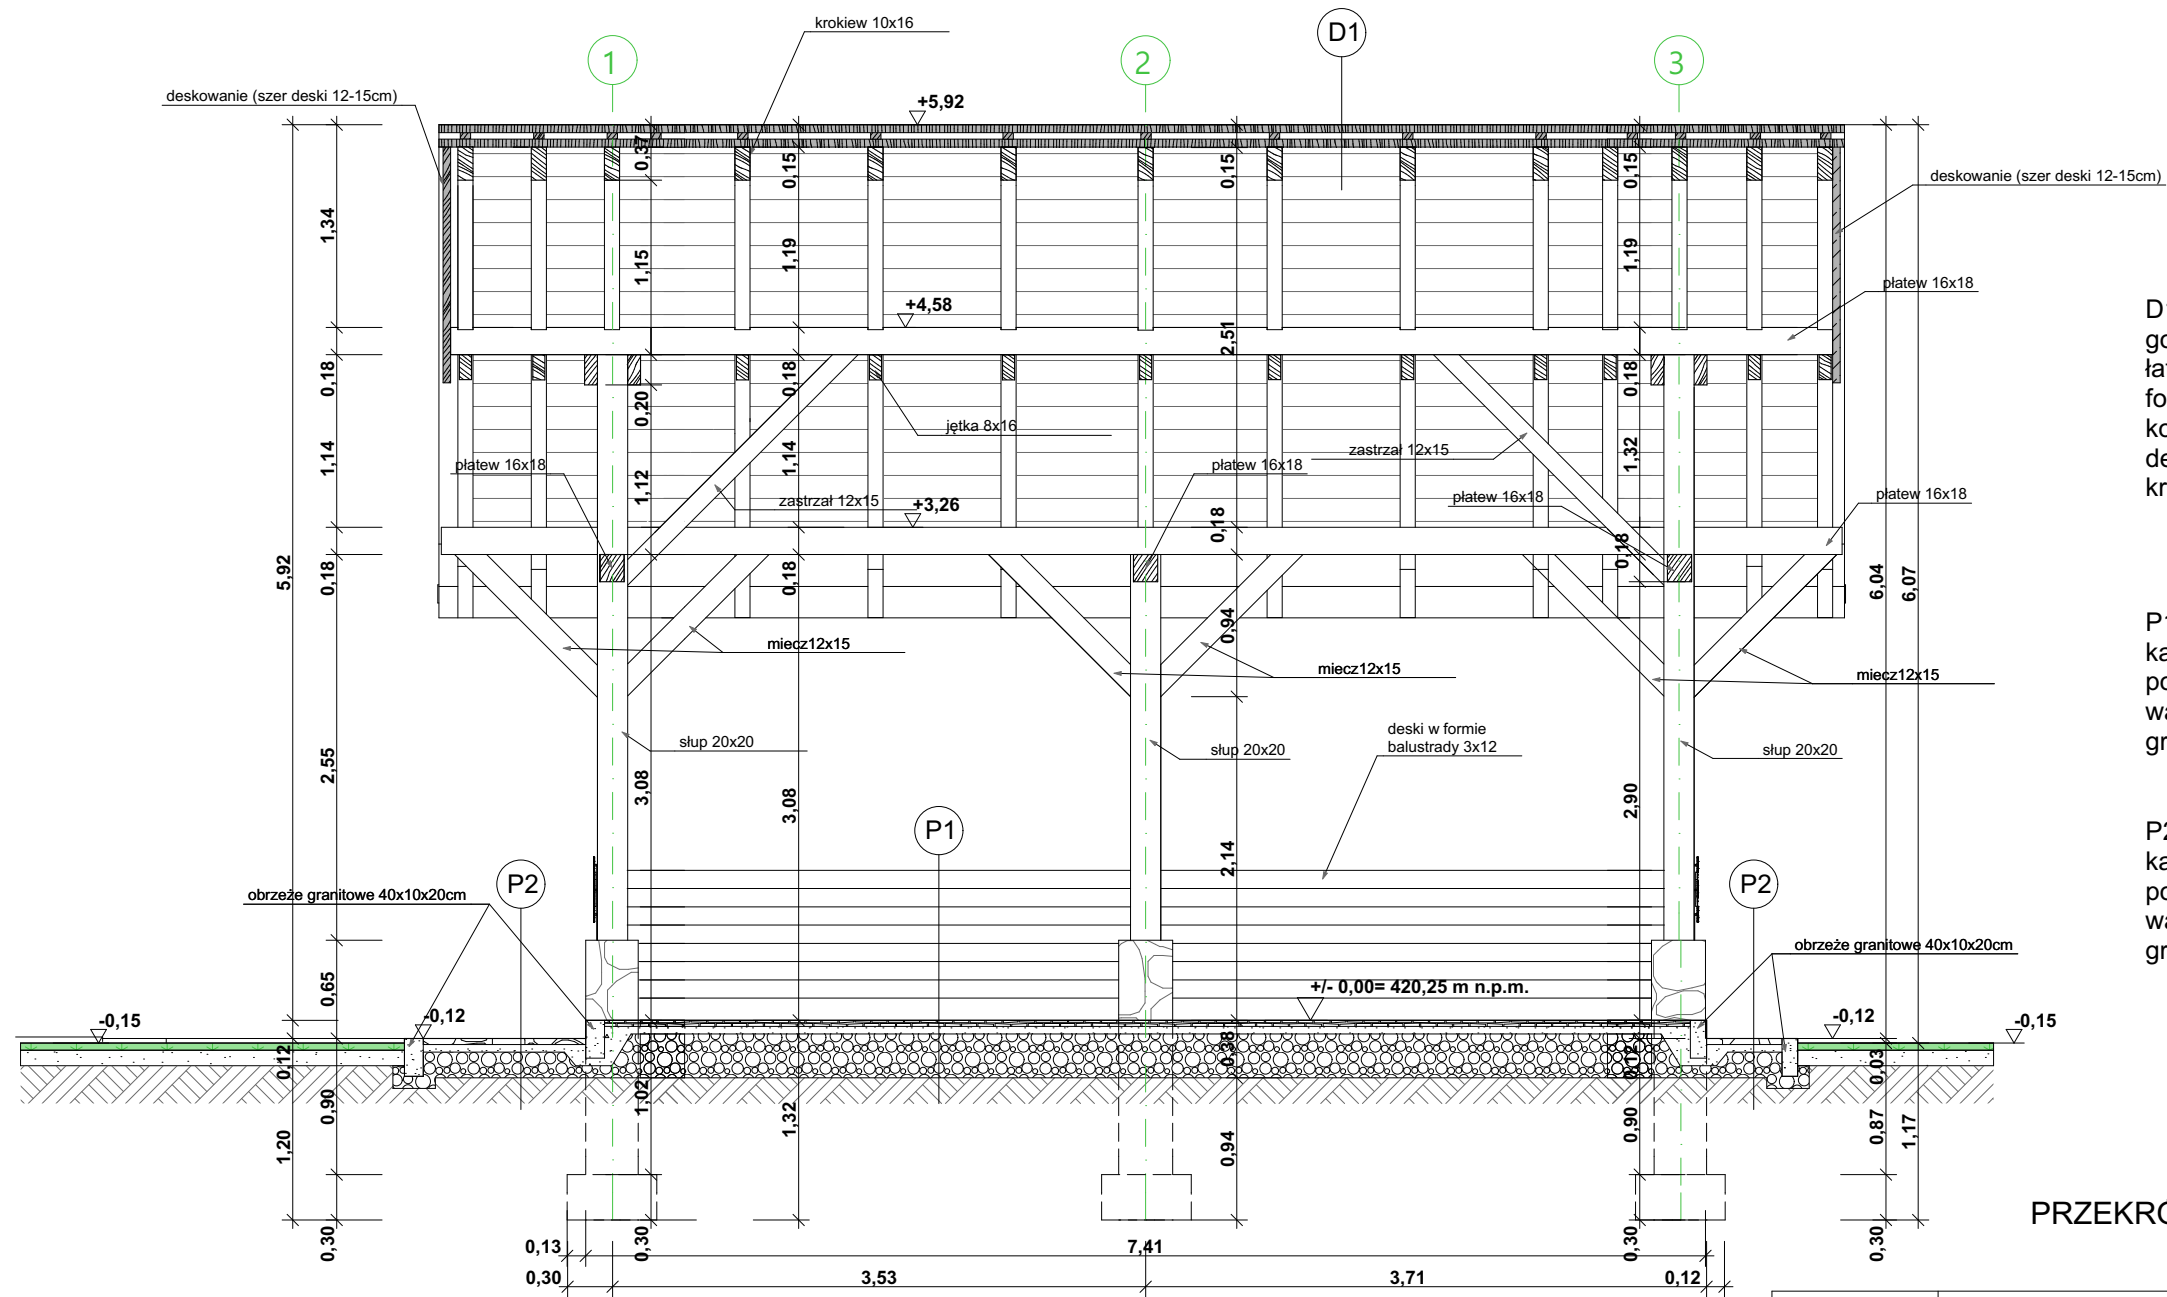 krokiew 10x16
D1
1
2
3
deskowanie (szer deski 12-15cm)
+5,92
0,37
0,15
0,15
0,15
deskowanie (szer deski 12-15cm)
1,34
1,15
1,19
1,19
płatew 16x18
+4,58
2,51
0,18
0,18
0,18
0,20
jętka 8x16
zastrzał 12x15
1,14
1,12
1,14
1,32
płatew 16x18
płatew 16x18
zastrzał 12x15
płatew 16x18
płatew 16x18
+3,26
0,18
0,18
5,92
0,18
0,18
6,04
6,07
0,94
miecz12x15
miecz12x15
miecz12x15
słup 20x20
słup 20x20
słup 20x20
deski w formie
balustrady 3x12
2,55
3,08
3,08
2,90
2,14
P1
P2
P2
obrzeże granitowe 40x10x20cm
obrzeże granitowe 40x10x20cm
0,65
+/- 0,00= 420,25 m n.p.m.
-0,15
-0,12
-0,12
-0,15
0,12
0,38
0,12
0,03
0,90
1,02
1,32
0,94
0,90
0,87
1,17
1,20
0,30
0,30
0,30
0,30
0,13
7,41
0,30
3,53
3,71
0,12
P1
P2
PRZEKRO